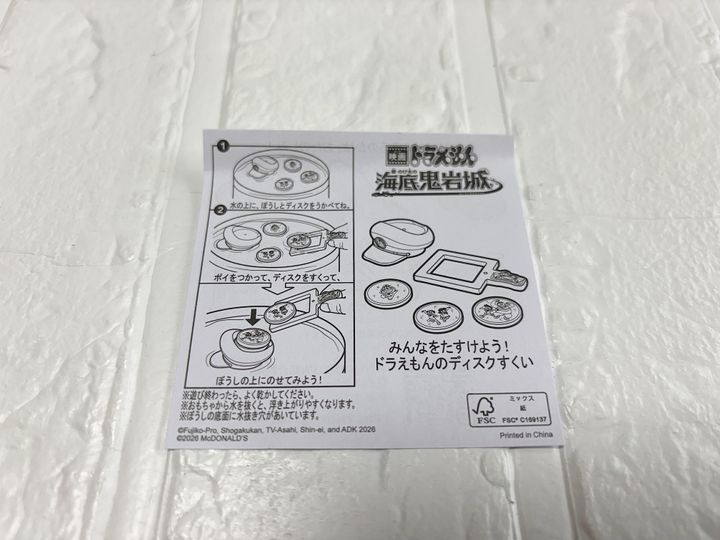 1
水の上に、ぼうしとディスクをうかべてね。
2
ポイをつかって、ディスクをすくって、
ぼうしの上にのせてみよう!
※遊び終わったら、よく乾かしてください。
※おもちゃから水を抜くと、浮き上がりやすくなります。
※ぼうしの底面に水抜き穴があいています。
©Fujiko-Pro, Shogakukan, TV-Asahi, Shin-ei, and ADK 2026
©2026 McDONALD'S
映画
ドラえもん
新・のび太の
海底鬼岩城
みんなをたすけよう!
ドラえもんのディスクすくい
FSC
ミックス
紙
FSC® C169137
Printed in China